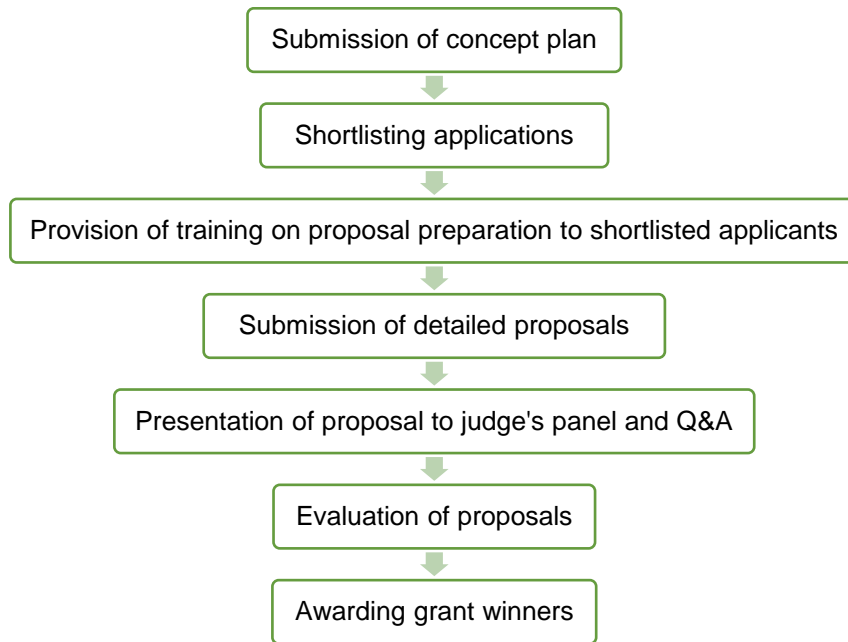 Submission of concept plan
Shortlisting applications
Provision of training on proposal preparation to shortlisted applicants
Submission of detailed proposals
Presentation of proposal to judge's panel and Q&A
Evaluation of proposals
Awarding grant winners